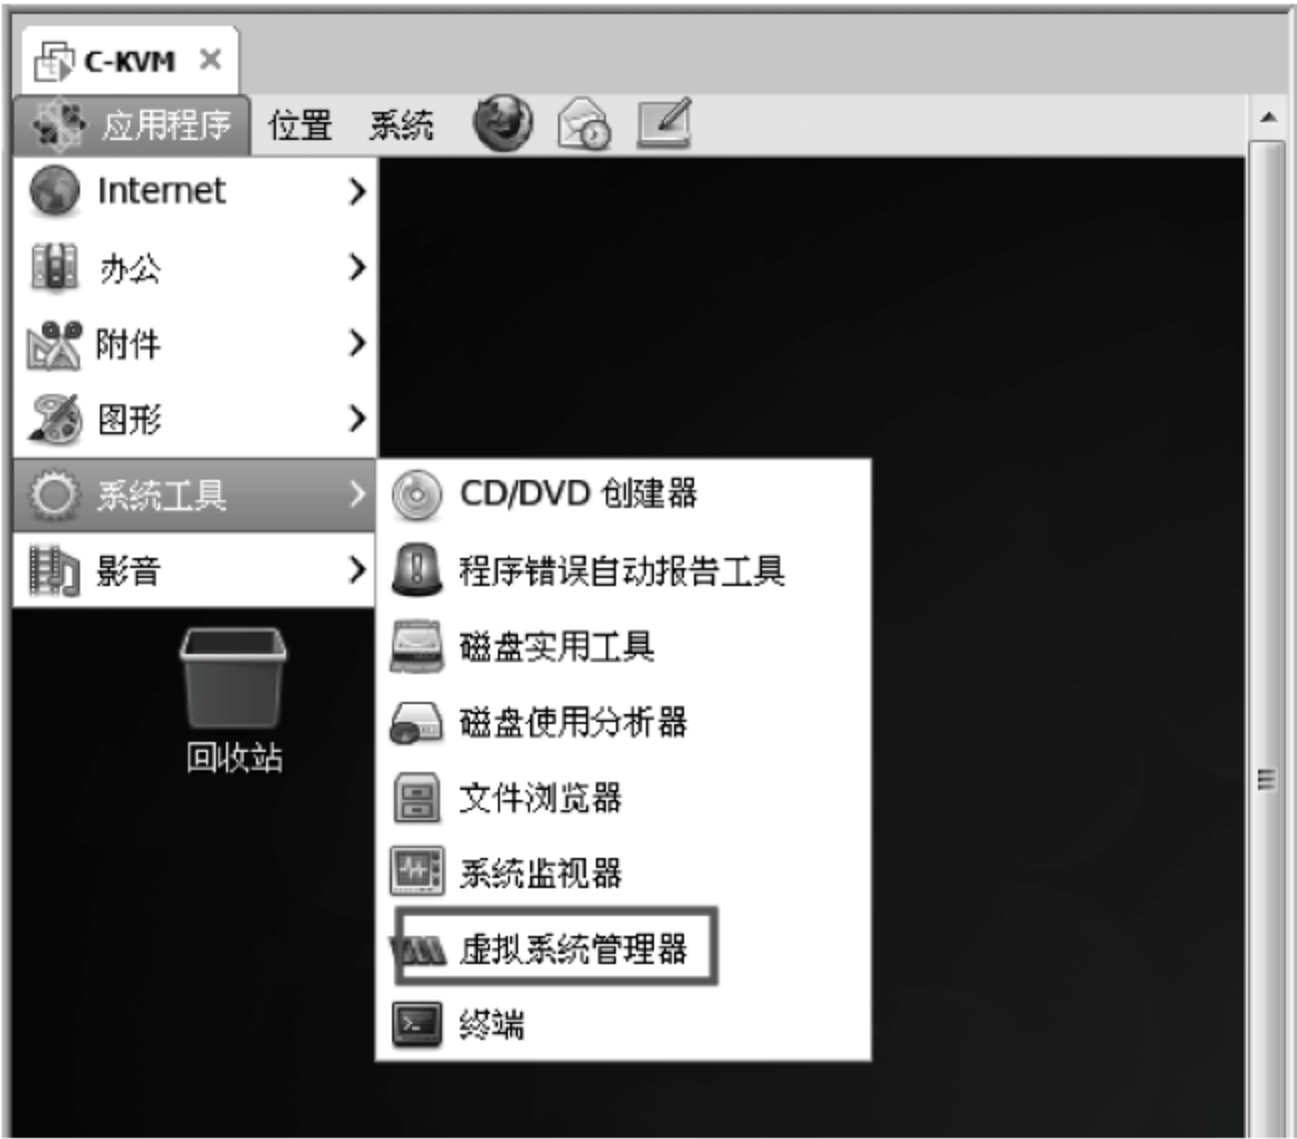 C-KVM
应用程序 位置 系统
Internet
办公
附件
图形
系统工具
影音
CD/DVD 创建器
程序错误自动报告工具
磁盘实用工具
磁盘使用分析器
文件浏览器
系统监视器
虚拟系统管理器
终端
回收站